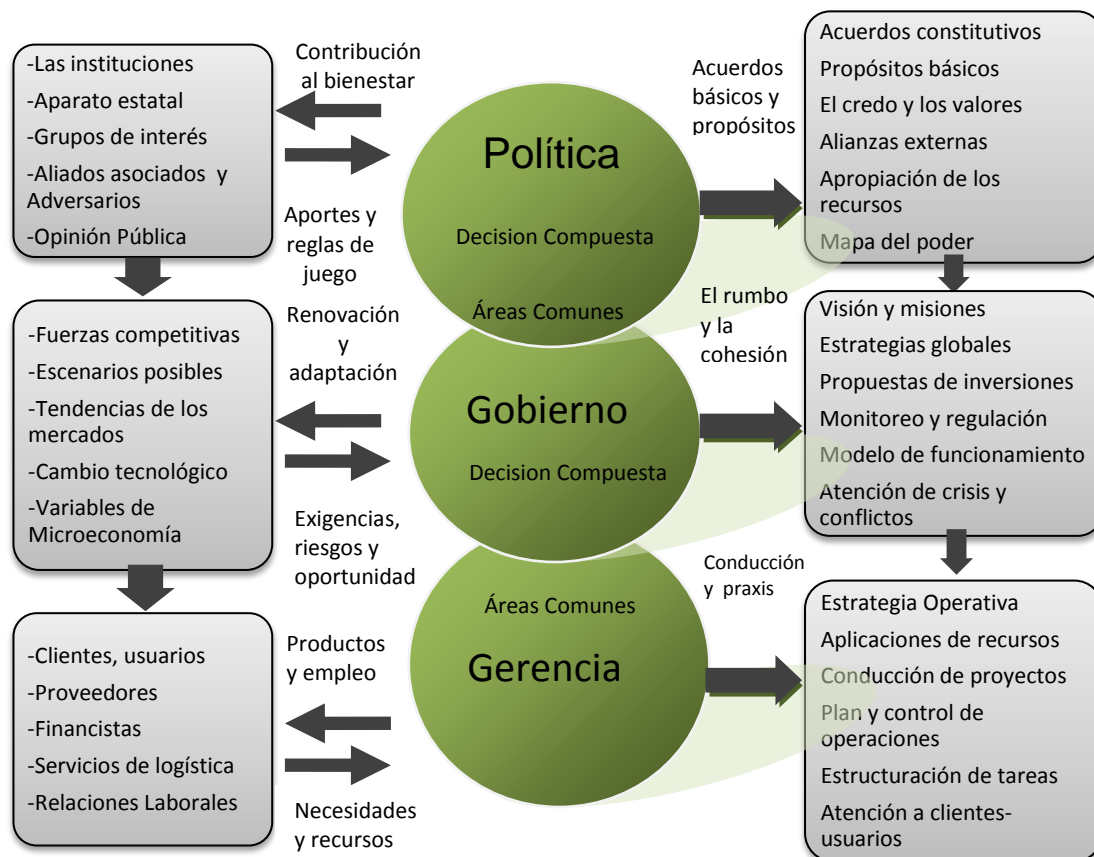 -Las instituciones
-Aparato estatal
-Grupos de interés
-Aliados asociados y
Adversarios
-Opinión Pública
Contribución
al bienestar
Aportes y
reglas de
juego
Política
Decision Compuesta
Áreas Comunes
Acuerdos
básicos y
propósitos
Acuerdos constitutivos
Propósitos básicos
El credo y los valores
Alianzas externas
Apropiación de los
recursos
Mapa del poder
-Fuerzas competitivas
-Escenarios posibles
-Tendencias de los
mercados
-Cambio tecnológico
-Variables de
Microeconomía
Renovación
y
adaptación
Exigencias,
riesgos y
oportunidad
Gobierno
Decision Compuesta
El rumbo
y la
cohesión
Visión y misiones
Estrategias globales
Propuestas de inversiones
Monitoreo y regulación
Modelo de funcionamiento
Atención de crisis y
conflictos
-Clientes, usuarios
-Proveedores
-Financistas
-Servicios de logística
-Relaciones Laborales
Productos
y empleo
Necesidades
y recursos
Áreas Comunes
Gerencia
Conducción
y praxis
Estrategia Operativa
Aplicaciones de recursos
Conducción de proyectos
Plan y control de
operaciones
Estructuración de tareas
Atención a clientes-
usuarios